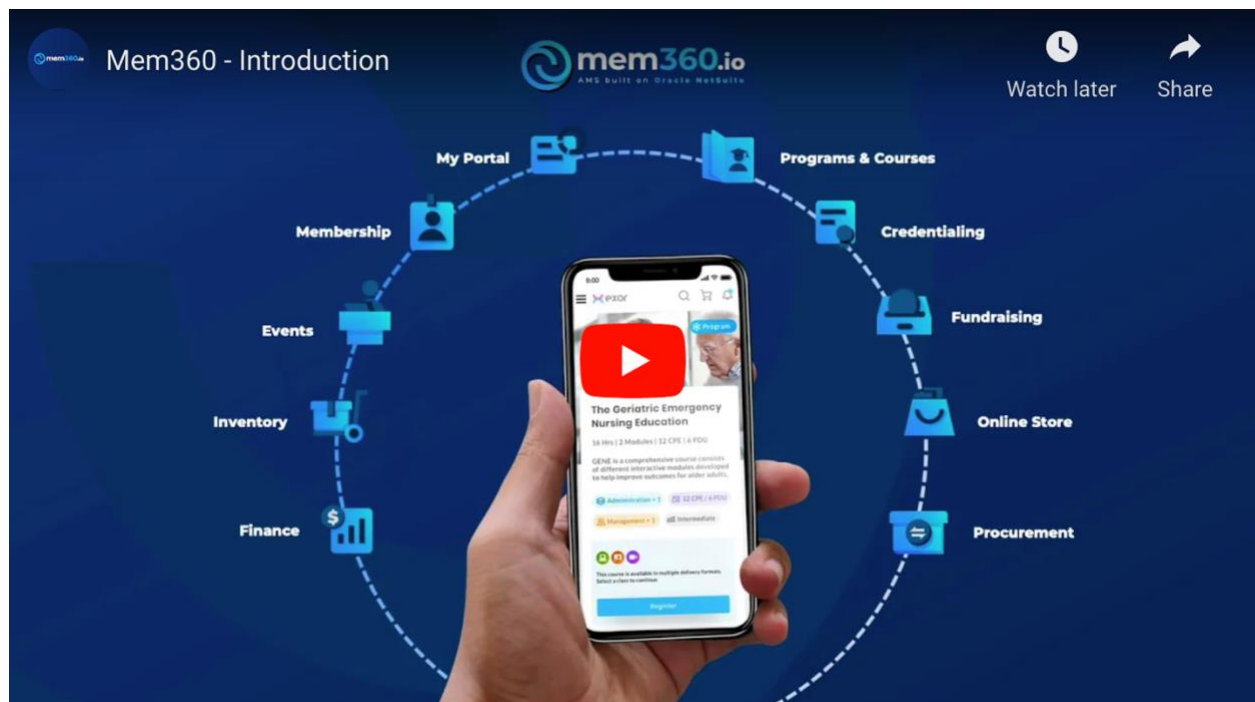 mem360.io
Mem360 - Introduction
mem360.io
AMS built on Oracle NetSuite
Watch later
Share
My Portal
Programs & Courses
Membership
Credentialing
Events
Fundraising
Inventory
Online Store
Finance
$
Procurement
8:00
exor
Program
The Geriatric Emergency
Nursing Education
16 Hrs | 2 Modules | 12 CPE | 6 PDU
GENE is a comprehensive course consists
of different interactive modules developed
to help improve outcomes for older adults.
Administration + 1
12 CPE | 6 PDU
Management + 1
Intermediate
This course is available in multiple delivery formats.
Select a class to continue
Register